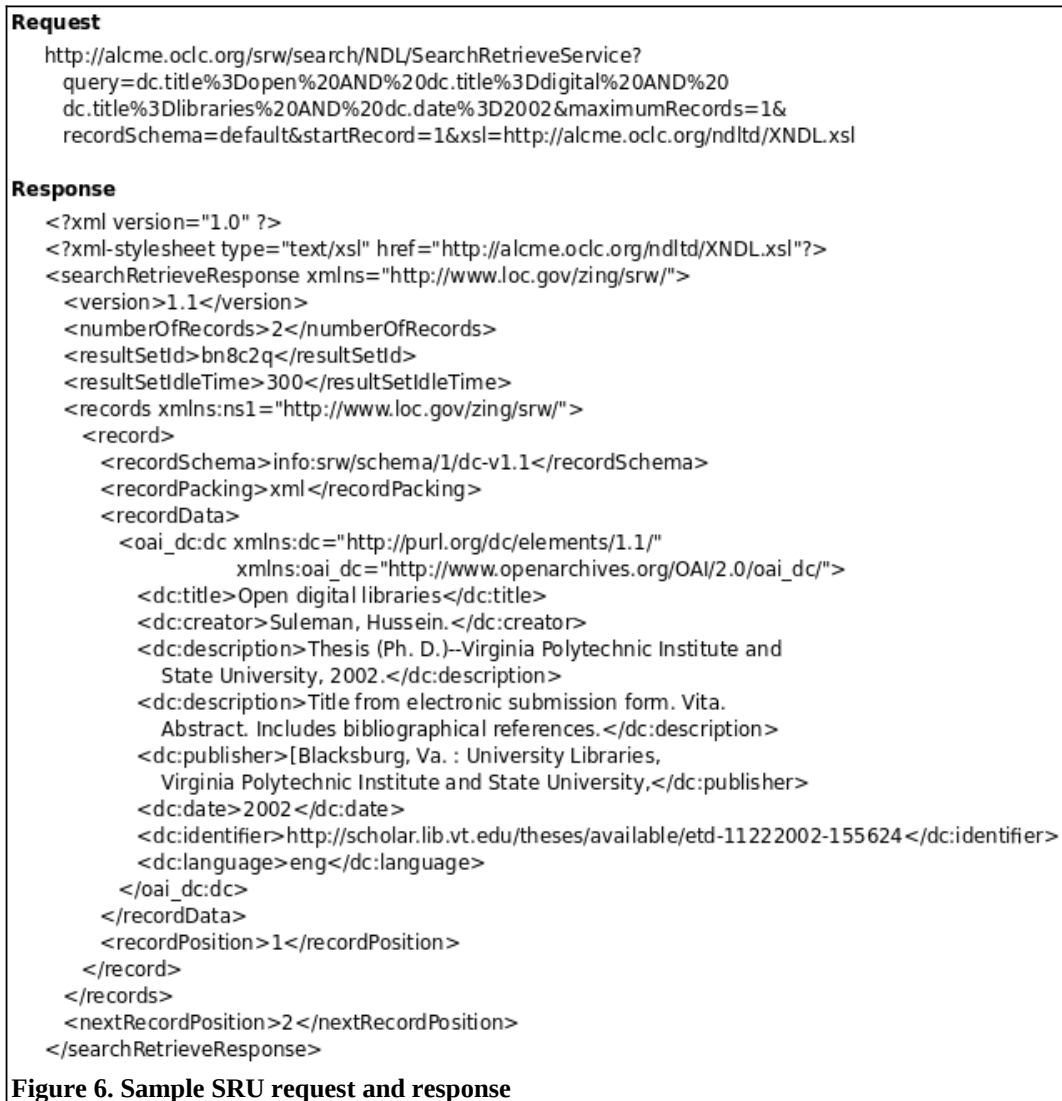 Request
http://alcme.oclc.org/srw/search/NDL/SearchRetrieveService?
query=dc.title%3Dopen%20AND%20dc.title%3Ddigital%20AND%20
dc.title%3Dlibraries%20AND%20dc.date%3D2002&maximumRecords=1&
recordSchema=default&startRecord=1&xsl=http://alcme.oclc.org/ndltd/XNDL.xsl
Response
<?xml version="1.0" ?>
<?xml-stylesheet type="text/xsl" href="http://alcme.oclc.org/ndltd/XNDL.xsl"?>
<searchRetrieveResponse xmlns="http://www.loc.gov/zing/srw/">
<version>1.1</version>
<numberOfRecords>2</numberOfRecords>
<resultSetId>bn8c2q</resultSetId>
<resultSetIdleTime>300</resultSetIdleTime>
<records xmlns:ns1="http://www.loc.gov/zing/srw/">
<record>
<recordSchema>info:srw/schema/1/dc-v1.1</recordSchema>
<recordPacking>xml</recordPacking>
<recordData>
<oai_dc:dc xmlns:dc="http://purl.org/dc/elements/1.1/"
xmlns:oai_dc="http://www.openarchives.org/OAI/2.0/oai_dc/">
<dc:title>Open digital libraries</dc:title>
<dc:creator>Suleman, Hussein.</dc:creator>
<dc:description>Thesis (Ph. D.)--Virginia Polytechnic Institute and
State University, 2002.</dc:description>
<dc:description>Title from electronic submission form. Vita.
Abstract. Includes bibliographical references.</dc:description>
<dc:publisher>[Blacksburg, Va. : University Libraries,
Virginia Polytechnic Institute and State University,</dc:publisher>
<dc:date>2002</dc:date>
<dc:identifier>http://scholar.lib.vt.edu/theses/available/etd-11222002-155624</dc:identifier>
<dc:language>eng</dc:language>
</oai_dc:dc>
</recordData>
<recordPosition>1</recordPosition>
</record>
</records>
<nextRecordPosition>2</nextRecordPosition>
</searchRetrieveResponse>
Figure 6. Sample SRU request and response